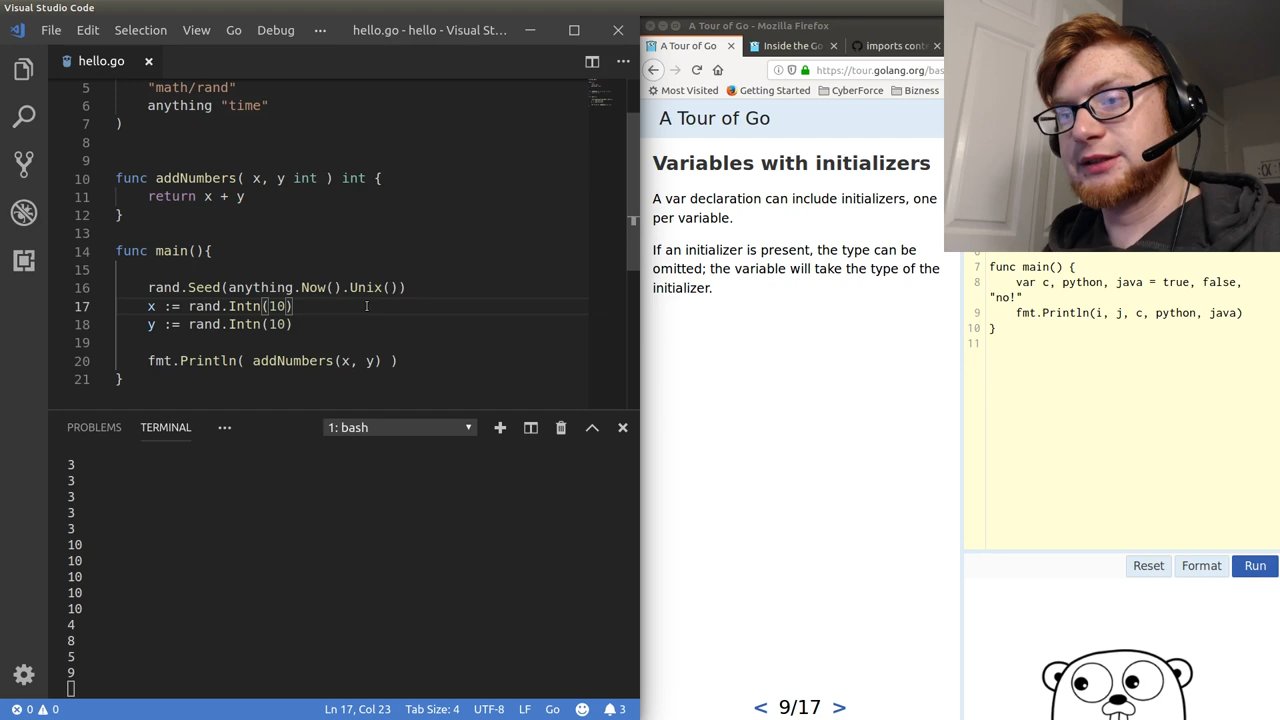 Visual Studio Code
File Edit Selection View Go Debug ··· hello.go - hello - Visual St...
hello.go
5 "math/rand"
6 anything "time"
7 )
8
9
10 func addNumbers( x, y int ) int {
11 return x + y
12 }
13
14 func main(){
15
16 rand.Seed(anything.Now().Unix())
17 x := rand.Intn(10)
18 y := rand.Intn(10)
19
20 fmt.Println( addNumbers(x, y) )
21 }
PROBLEMS TERMINAL ··· 1: bash
3
3
3
3
3
10
10
10
10
10
4
8
5
9
0 0 Ln 17, Col 23 Tab Size: 4 UTF-8 LF Go 3
A Tour of Go - Mozilla Firefox
A Tour of Go Inside the Go imports cont
https://tour.golang.org/bas
Most Visited Getting Started CyberForce Bizness
A Tour of Go
Variables with initializers
A var declaration can include initializers, one
per variable.
If an initializer is present, the type can be
omitted; the variable will take the type of the
initializer.
< 9/17 >
7 func main() {
8 var c, python, java = true, false,
"no!"
9 fmt.Println(i, j, c, python, java)
10 }
11
Reset Format Run